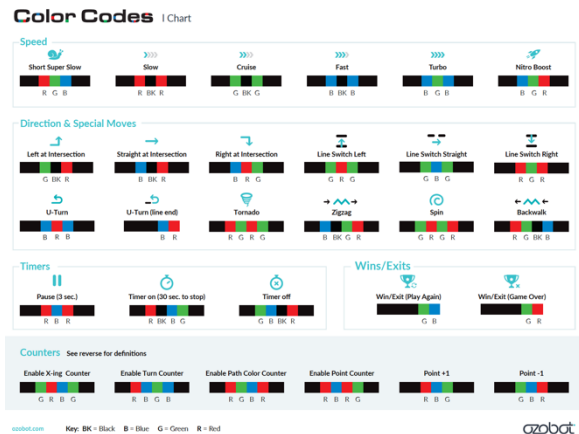 Color Codes | Chart
Speed
Short Super Slow
Slow
Cruise
Fast
Turbo
Nitro Boost
R G B
R BK R
G BK G
B BK B
B G B
B G R
Direction & Special Moves
Left at Intersection
Straight at Intersection
Right at Intersection
Line Switch Left
Line Switch Straight
Line Switch Right
G BK R
B BK R
B R G
G R G
G B G
R G R
U-Turn
U-Turn (line end)
Tornado
Zigzag
Spin
Backwalk
B R B
B R
R G R G
B BK G R
G R G R
R G BK B
Timers
Wins/Exits
Pause (3 sec.)
Timer on (30 sec. to stop)
Timer off
Win/Exit (Play Again)
Win/Exit (Game Over)
R B R
R BK B G
G B BK R
G B
G R
Counters See reverse for definitions
Enable X-ing Counter
Enable Turn Counter
Enable Path Color Counter
Enable Point Counter
Point +1
Point -1
G R B G
R B G B
R G B R
R B R G
R B G
G B R
ozobot.com Key: BK = Black B = Blue G = Green R = Red
ozobot